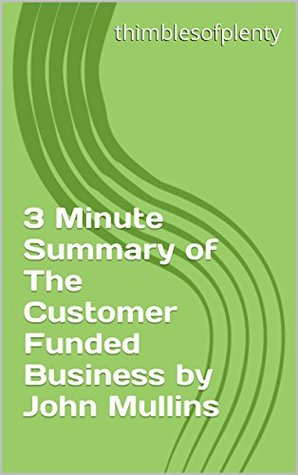 thimblesofplenty
3 Minute
Summary of
The
Customer
Funded
Business by
John Mullins